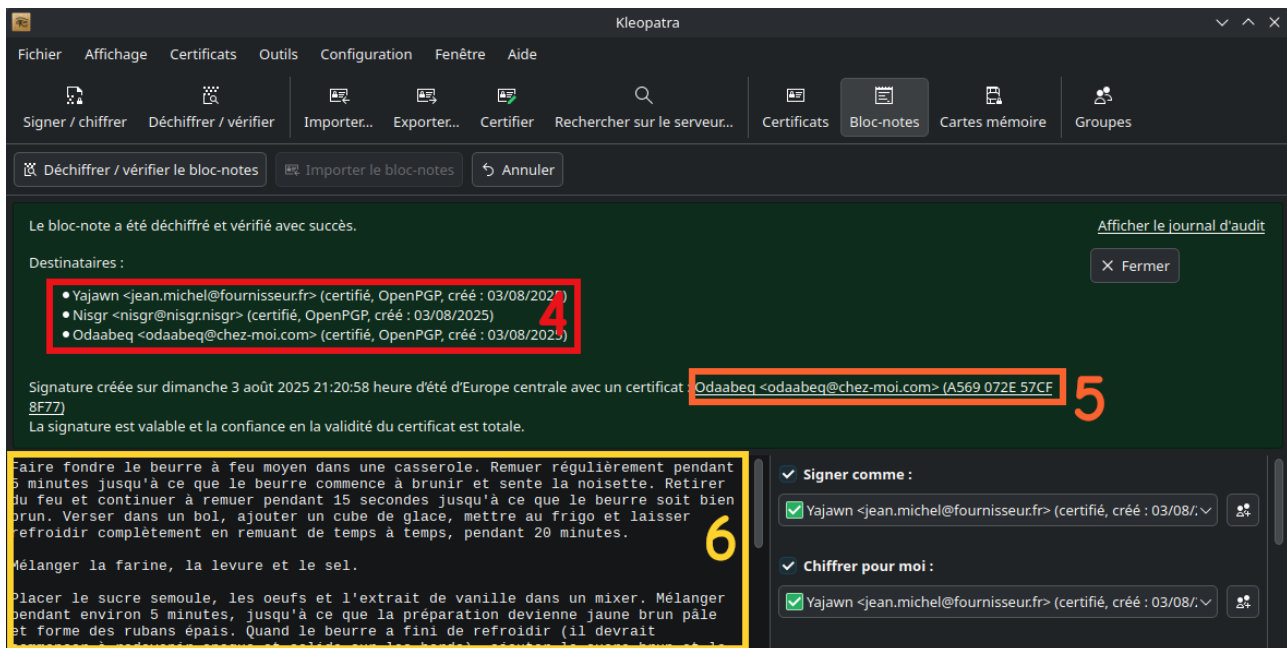 Kleopatra
Fichier Affichage Certificats Outils Configuration Fenêtre Aide
Signer / chiffrer Déchiffrer / vérifier Importer... Exporter... Certifier Rechercher sur le serveur... Certificats Bloc-notes Cartes mémoire Groupes
Déchiffrer / vérifier le bloc-notes Importer le bloc-notes Annuler
Le bloc-note a été déchiffré et vérifié avec succès. Afficher le journal d'audit
Destinataires : Fermer
Yajawn <jean.michel@fournisseur.fr> (certifié, OpenPGP, créé : 03/08/2025)
Nisgr <nisgr@nisgr.nisgr> (certifié, OpenPGP, créé : 03/08/2025)
Odaabeq <odaabeq@chez-moi.com> (certifié, OpenPGP, créé : 03/08/2025)
4
Signature créée sur dimanche 3 août 2025 21:20:58 heure d’été d’Europe centrale avec un certificat : Odaabeq <odaabeq@chez-moi.com> (A569 072E 57CF
8F77)
5
La signature est valable et la confiance en la validité du certificat est totale.
Faire fondre le beurre à feu moyen dans une casserole. Remuer régulièrement pendant
5 minutes jusqu'à ce que le beurre commence à brunir et sente la noisette. Retirer
du feu et continuer à remuer pendant 15 secondes jusqu'à ce que le beurre soit bien
brun. Verser dans un bol, ajouter un cube de glace, mettre au frigo et laisser
refroidir complètement en remuant de temps à temps, pendant 20 minutes.
6
Mélanger la farine, la levure et le sel.
Placer le sucre semoule, les oeufs et l'extrait de vanille dans un mixer. Mélanger
pendant environ 5 minutes, jusqu'à ce que la préparation devienne jaune brun pâle
et forme des rubans épais. Quand le beurre a fini de refroidir (il devrait
Signer comme :
Yajawn <jean.michel@fournisseur.fr> (certifié, créé : 03/08/
Chiffrer pour moi :
Yajawn <jean.michel@fournisseur.fr> (certifié, créé : 03/08/